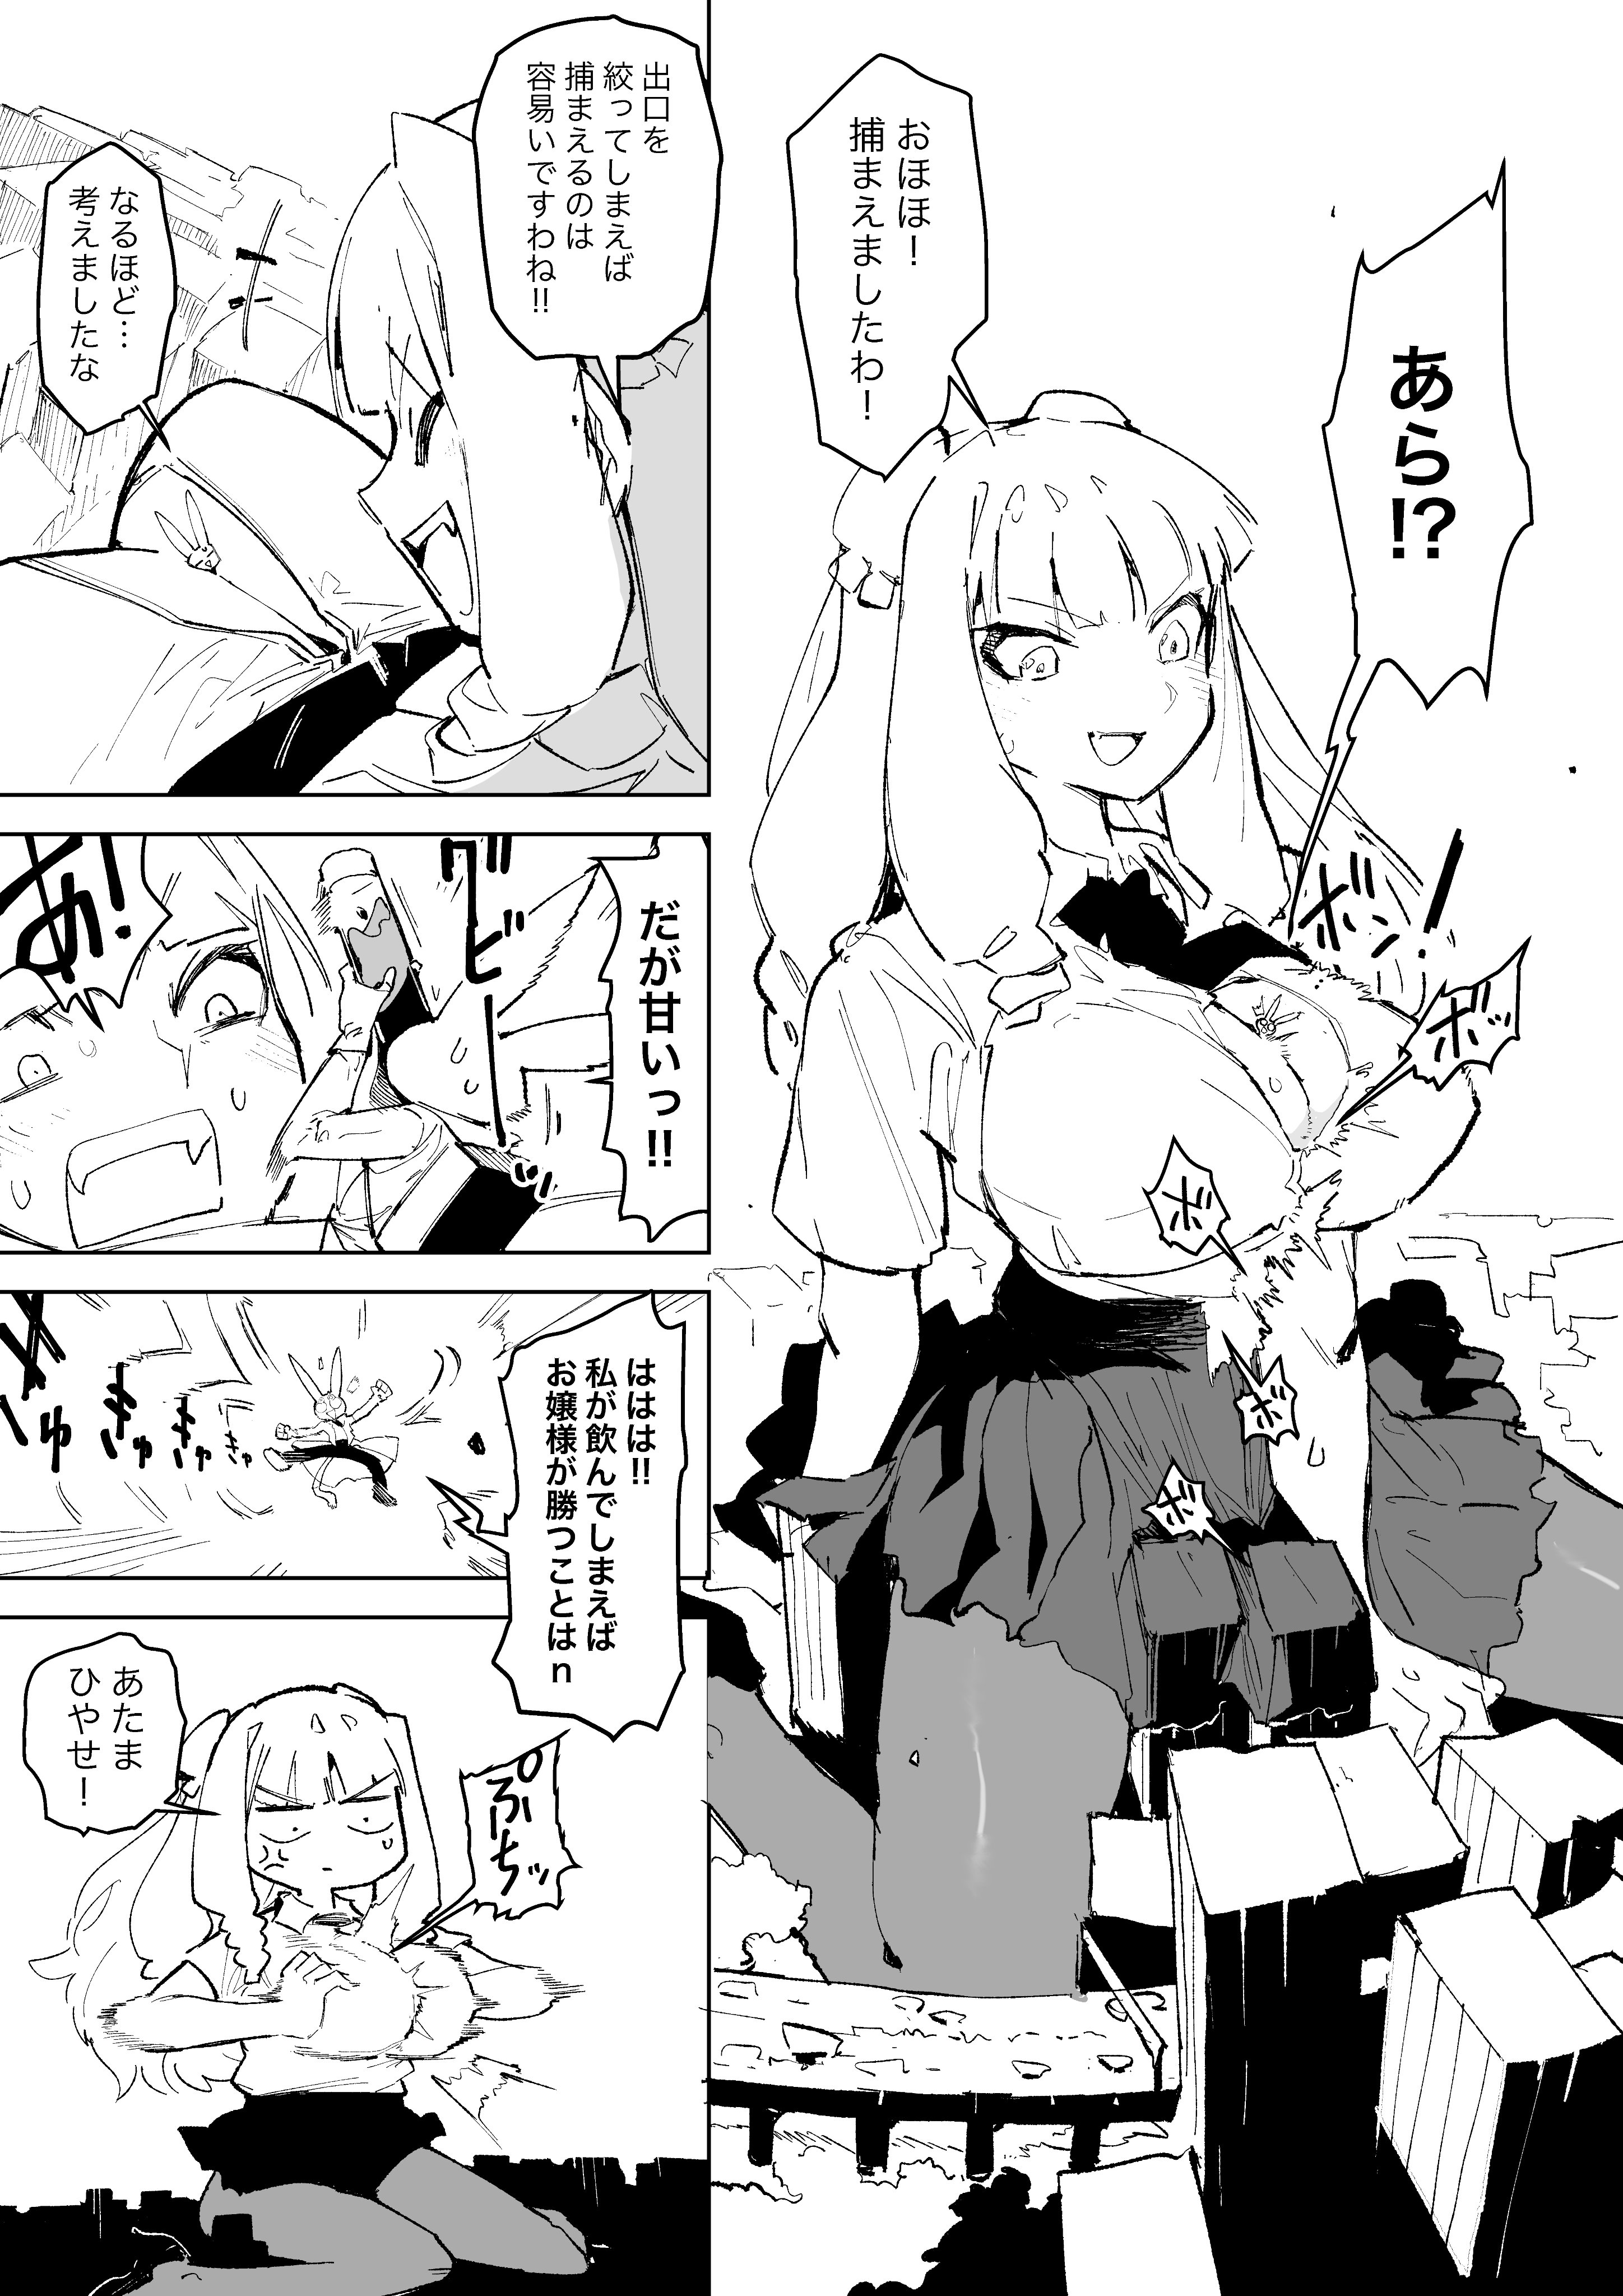 あら!?
おほほ!
捕まえましたわ!
ボンッ!
ボ
ボ
ボ
ボ
出口を
絞ってしまえば
捕まえるのは
容易いですわね!!
なるほど…
考えましたな
だが甘いっ!!
グビッ
あ!
ははは!!
私が飲んでしまえば
お嬢様が勝つことはn
きゅ
きゅ
きゅ
きゅ
ぷちッ
あたま
ひやせ!